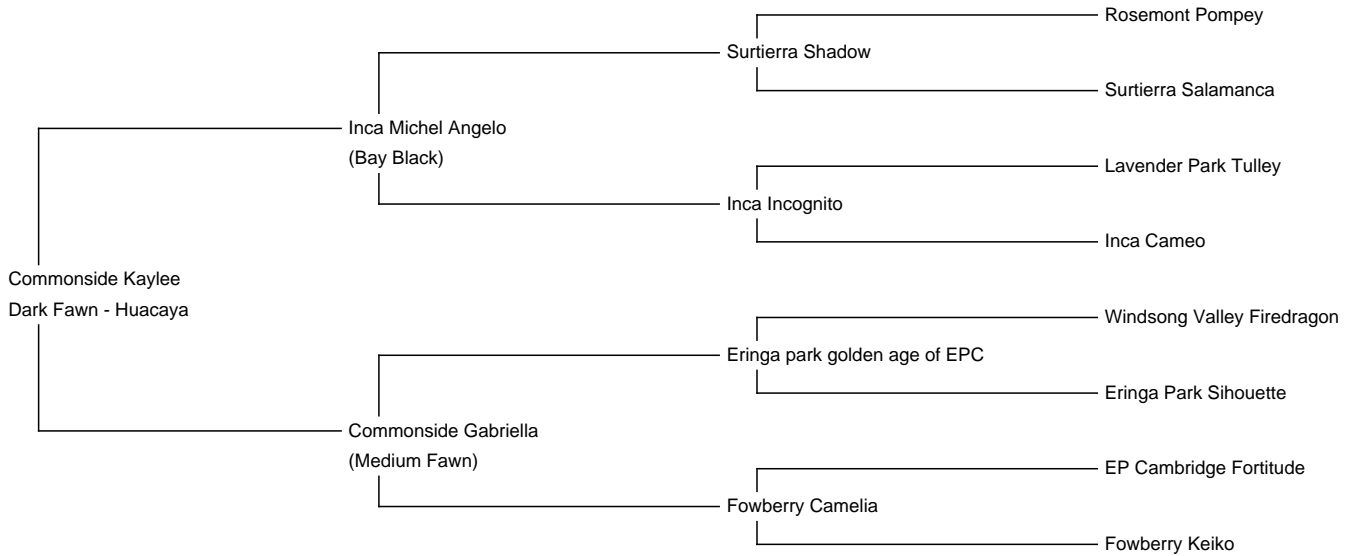 Rosemont Pompey
Surtierra Shadow
Surtierra Salamanca
Inca Michel Angelo
(Bay Black)
Lavender Park Tulley
Inca Incognito
Inca Cameo
Commonside Kaylee
Dark Fawn - Huacaya
Windsong Valley Firedragon
Eringa park golden age of EPC
Eringa Park Sihouette
Commonside Gabriella
(Medium Fawn)
EP Cambridge Fortitude
Fowberry Camelia
Fowberry Keiko